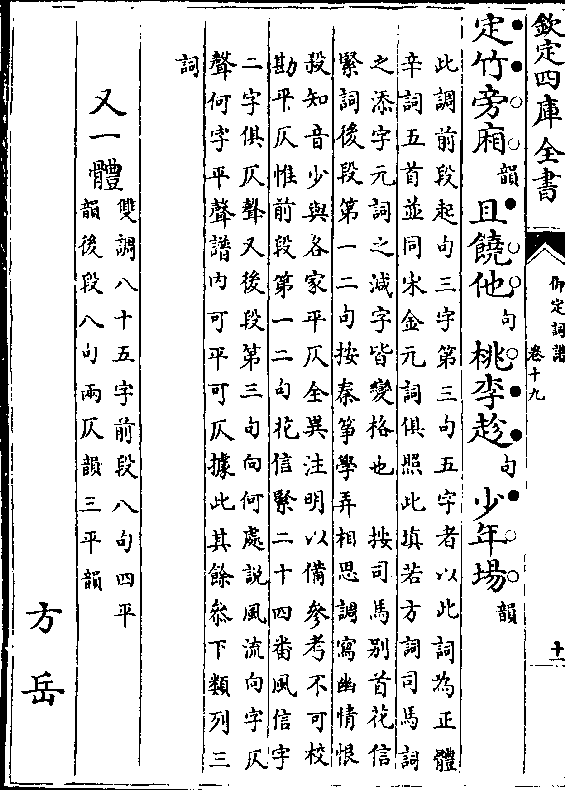 欽定四庫全書
御定詞譜
卷十九
十一
定竹旁廂韻且饒他句桃李趁句少年場韻
此調前段起句三字第三句五字者以此詞為正體
辛詞五首並同宋金元詞俱照此填若方詞司馬詞
之添字元詞之減字皆變格也　按司馬別首花信
緊詞後段第一二句按秦箏學弄相思調寫幽情恨
殺知音少與各家平仄全異注明以備參考不可校
勘平仄惟前段第一二句花信緊二十四番風信字
二字俱仄聲又後段第三句向何處說風流向字仄
聲何字平聲譜内可平可仄據此其餘叅下類列三
詞
又一體
雙調八十五字前段八句四平
韻後段八句兩仄韻三平韻
方岳